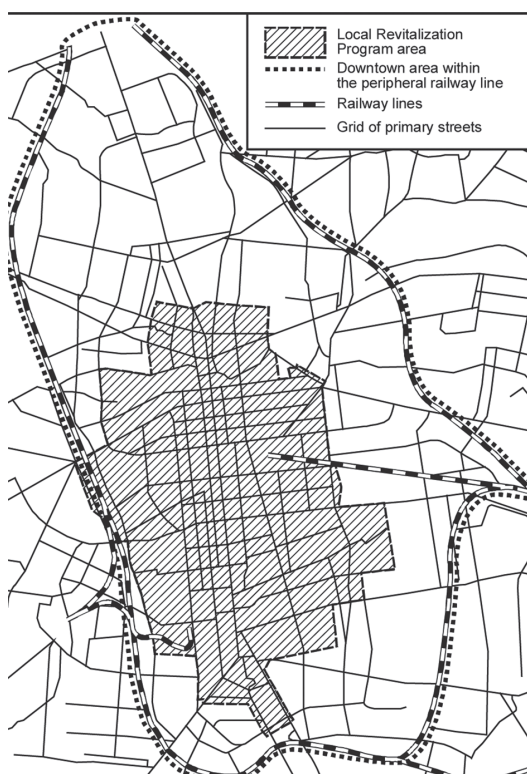 Local Revitalization
Program area
Downtown area within
the peripheral railway line
Railway lines
Grid of primary streets